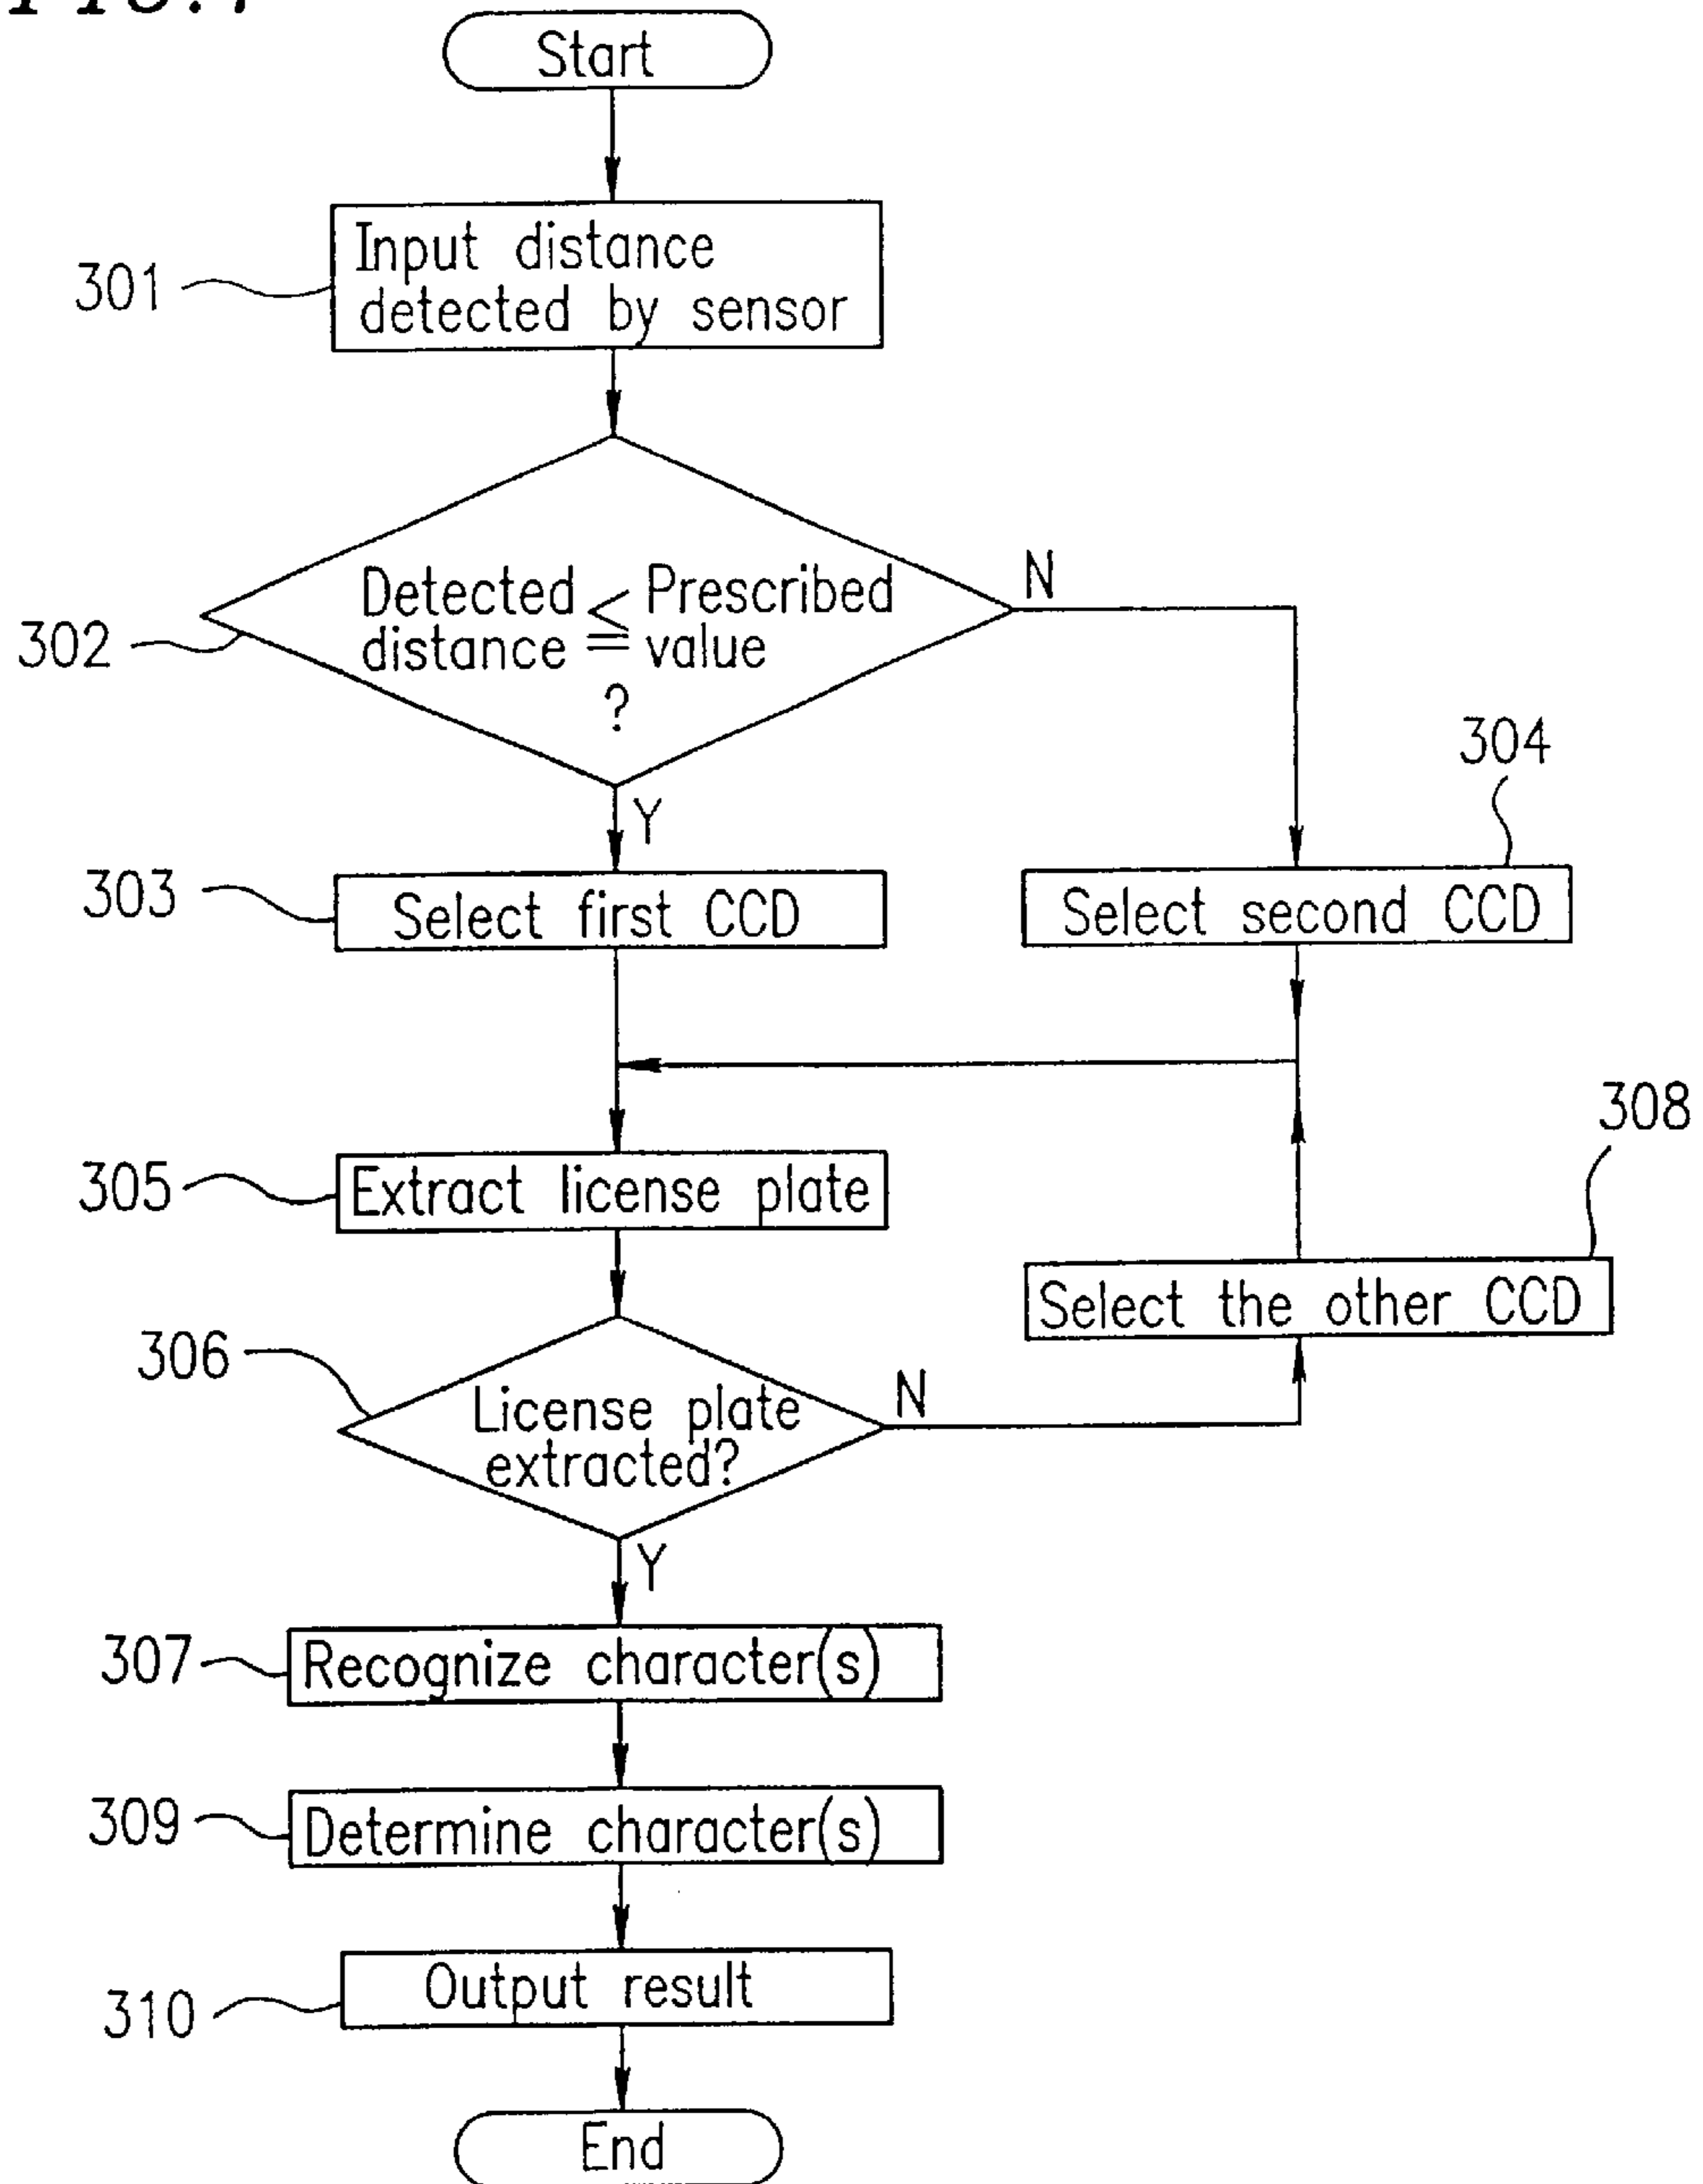 Start
301
Input distance
detected by sensor
302
Detected ≦ Prescribed
distance value
?
N
Y
304
303
Select first CCD
Select second CCD
308
305
Extract license plate
Select the other CCD
306
License plate
extracted?
N
Y
307
Recognize character(s)
309
Determine character(s)
310
Output result
End